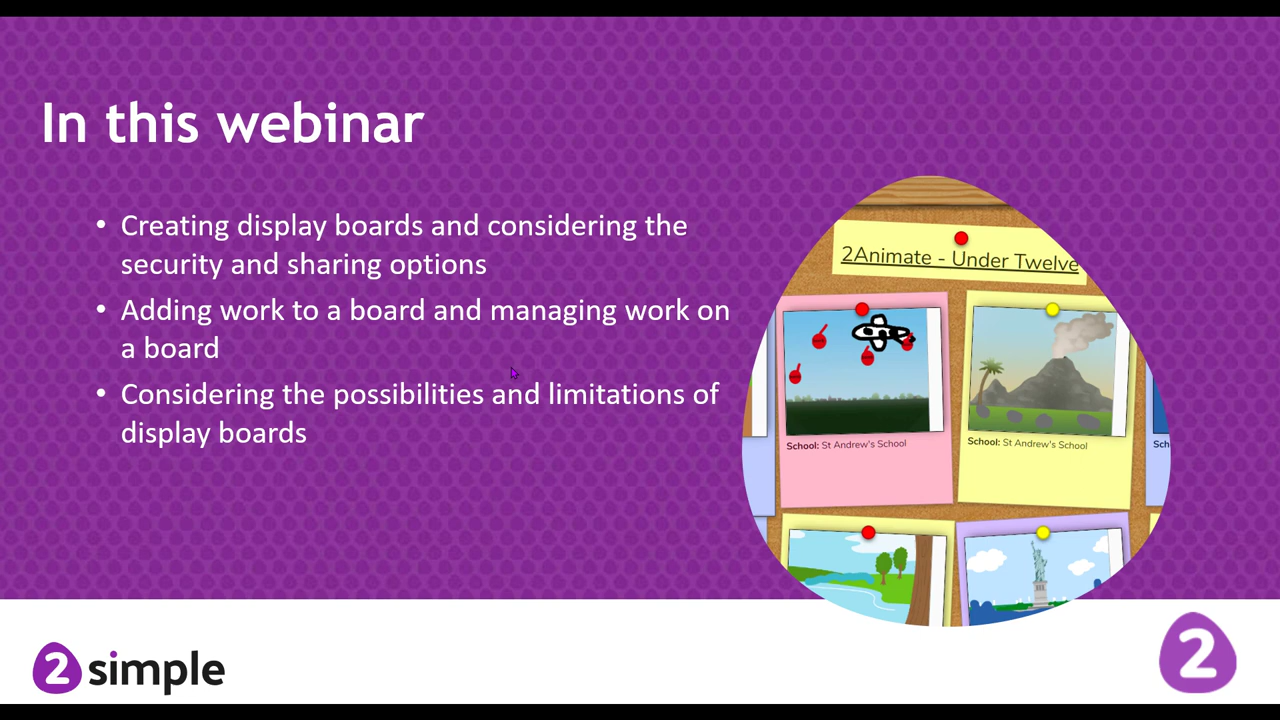 In this webinar
• Creating display boards and considering the
security and sharing options
• Adding work to a board and managing work on
a board
• Considering the possibilities and limitations of
display boards
2Animate - Under Twelve
School: St Andrew's School
School: St Andrew's School
Sch
2simple
2